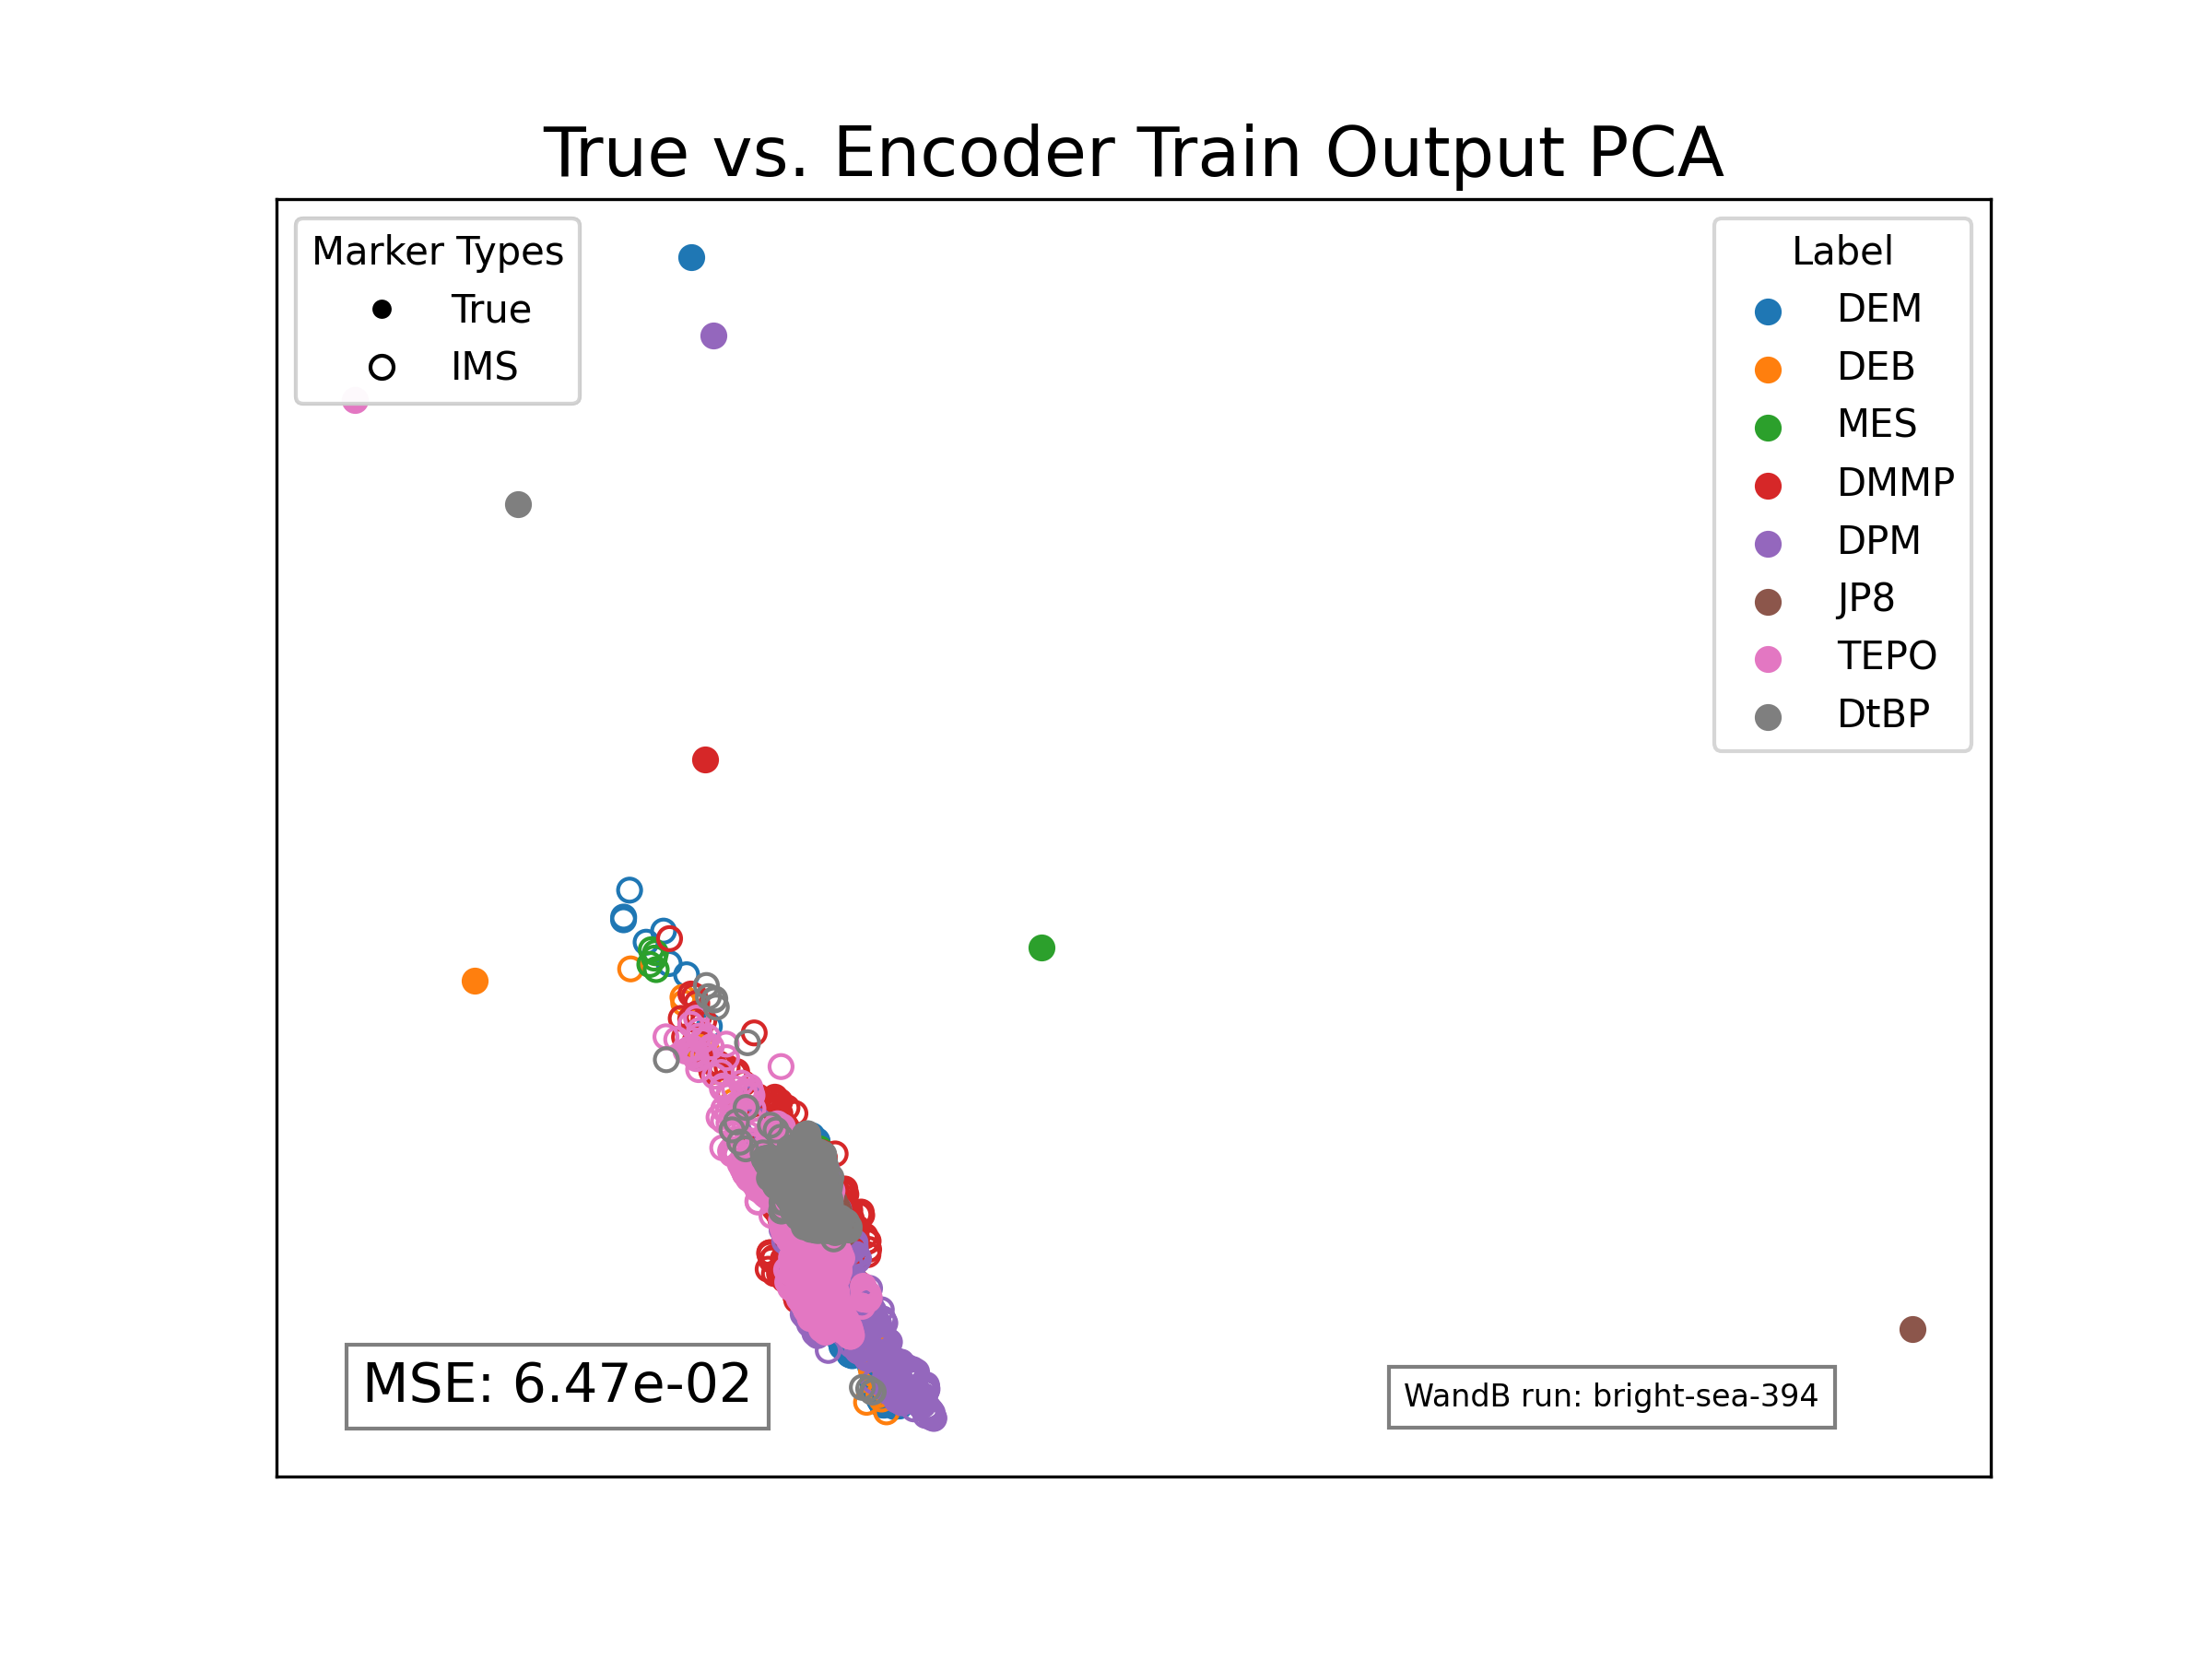 True vs. Encoder Train Output PCA
Marker Types
True
IMS
Label
DEM
DEB
MES
DMMP
DPM
JP8
TEPO
DtBP
MSE: 6.47e-02
WandB run: bright-sea-394